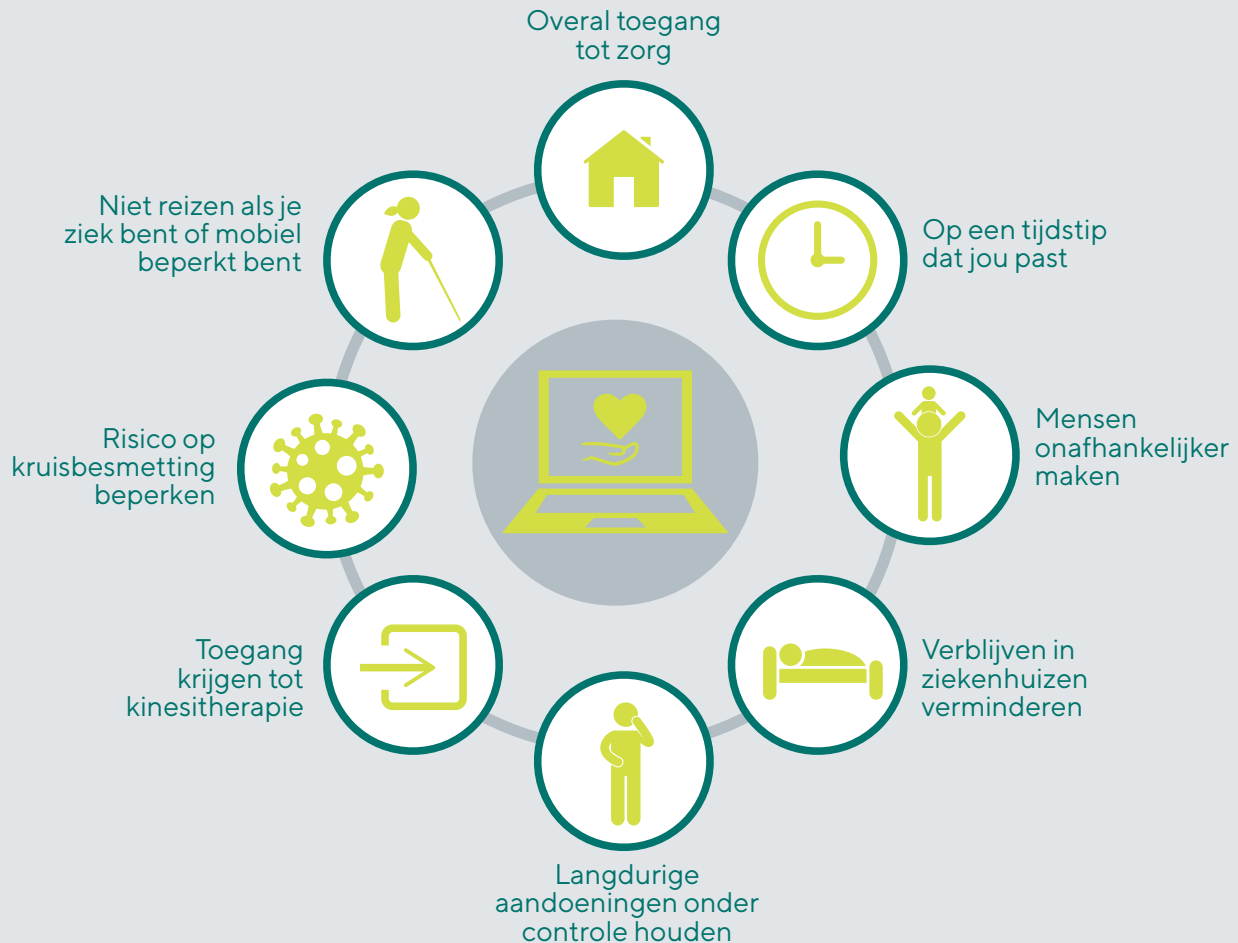 Overal toegang
tot zorg
Op een tijdstip
dat jou past
Mensen
onafhankelijker
maken
Verblijven in
ziekenhuizen
verminderen
Langdurige
aandoeningen onder
controle houden
Toegang
krijgen tot
kinesitherapie
Risico op
kruisbesmetting
beperken
Niet reizen als je
ziek bent of mobiel
beperkt bent